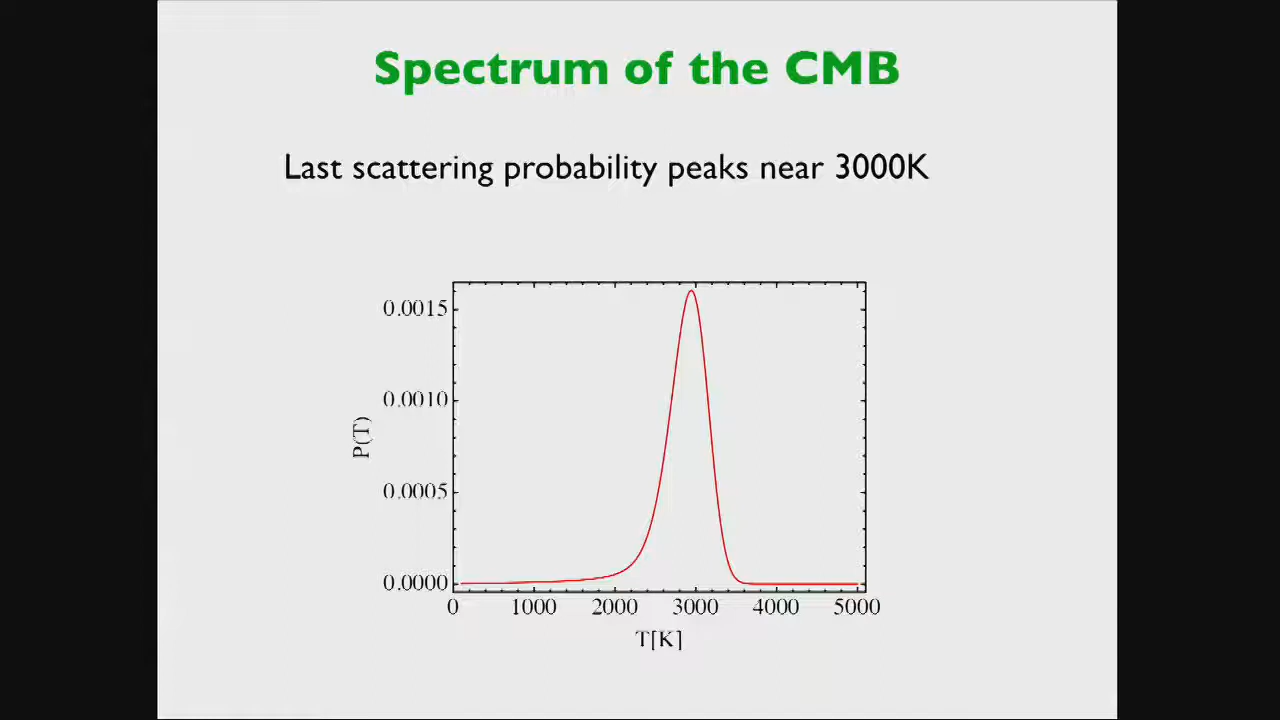 Spectrum of the CMB
Last scattering probability peaks near 3000K
0.0015
0.0010
0.0005
0.0000
P(T)
0 1000 2000 3000 4000 5000
T[K]